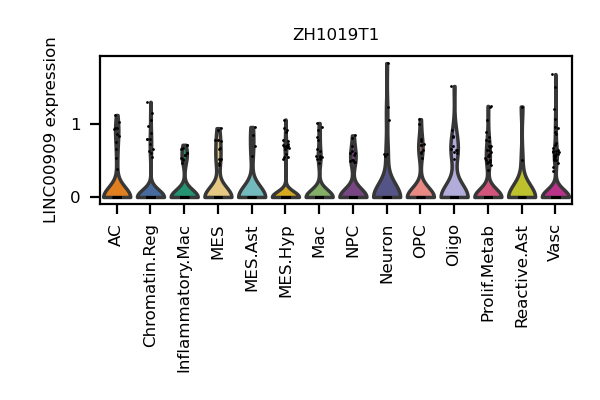 ZH1019T1
LINC00909 expression
1
0
AC
Chromatin.Reg
Inflammatory.Mac
MES
MES.Ast
MES.Hyp
Mac
NPC
Neuron
OPC
Oligo
Prolif.Metab
Reactive.Ast
Vasc